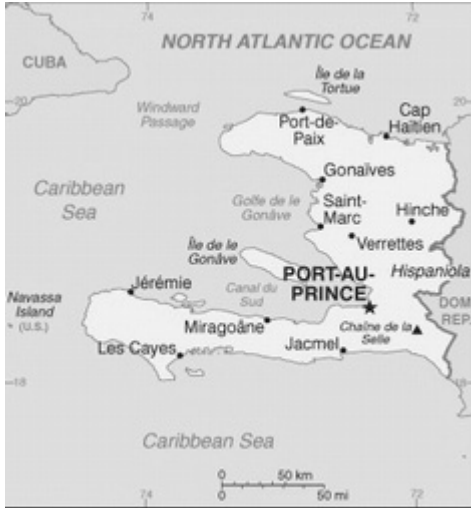 74
72
NORTH ATLANTIC OCEAN
CUBA
Île de la
Tortue
20
20
Windward
Passage
Port-de-
Paix
Cap
Haïtien
Gonaïves
Caribbean
Sea
Golfe de le
Gonâve
Saint-
Marc
Hinche
Verrettes
Île de le
Gonâve
Hispaniola
PORT-AU-
PRINCE
Jérémie
Canal du
Sud
Navassa
Island
(U.S.)
DOM
REP.
Miragoâne
Chaîne de la
Selle
Les Cayes
Jacmel
18
18
Caribbean Sea
0
50 km
0
50 mi
74
72